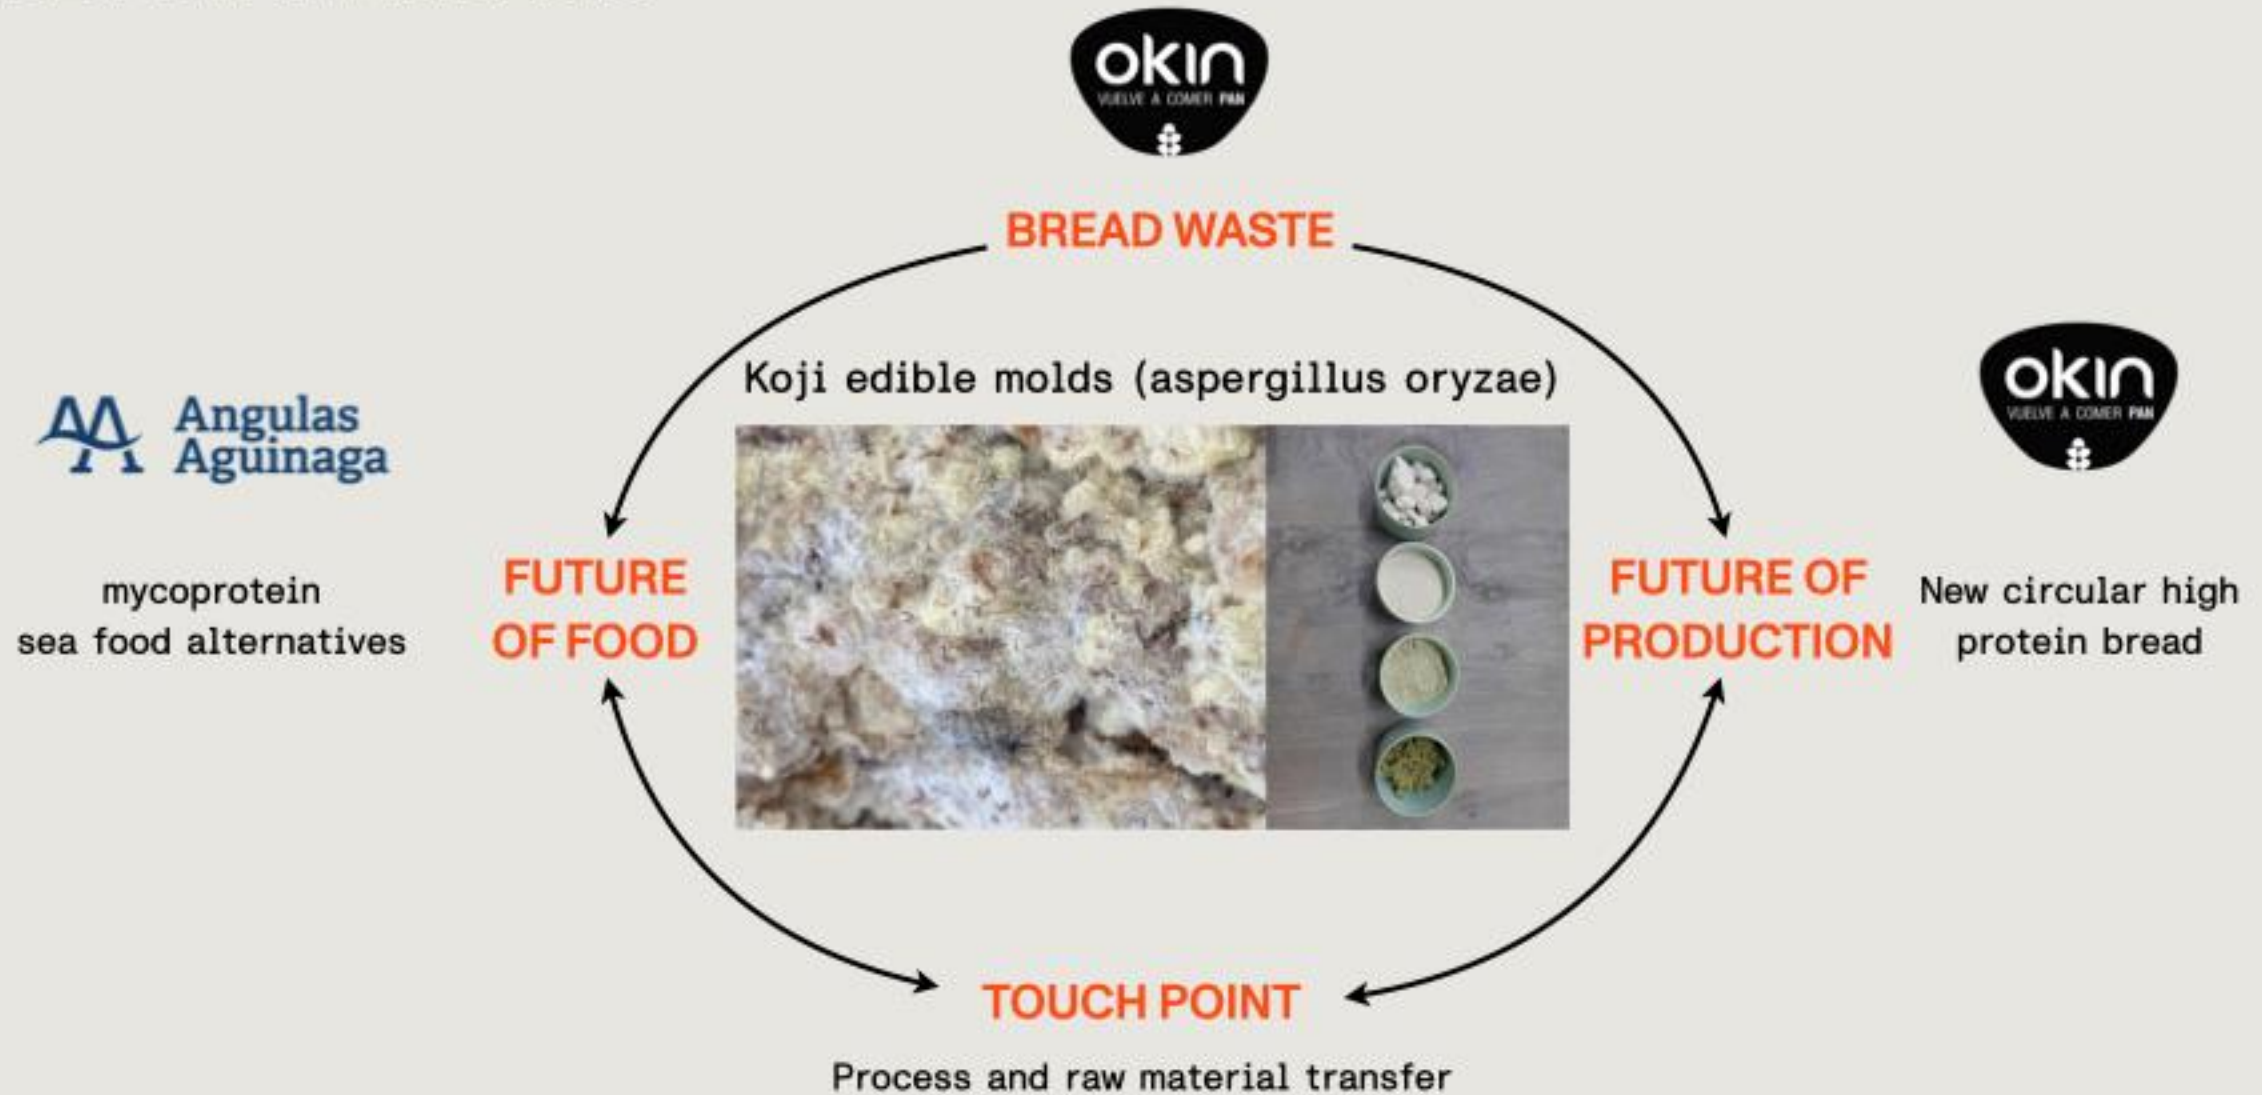 okin
VUELVE A COMER PAN
BREAD WASTE
Koji edible molds (aspergillus oryzae)
Angulas
Aguinaga
okin
VUELVE A COMER PAN
mycoprotein
sea food alternatives
FUTURE
OF FOOD
FUTURE OF
PRODUCTION
New circular high
protein bread
TOUCH POINT
Process and raw material transfer